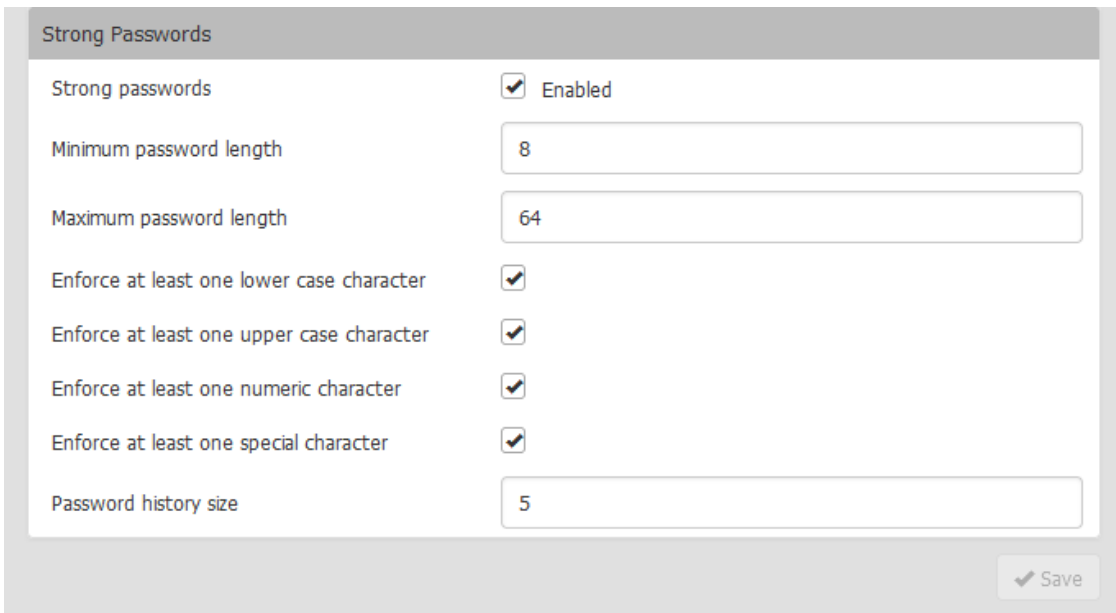 Strong Passwords
Strong passwords Enabled
Minimum password length 8
Maximum password length 64
Enforce at least one lower case character
Enforce at least one upper case character
Enforce at least one numeric character
Enforce at least one special character
Password history size 5
Save